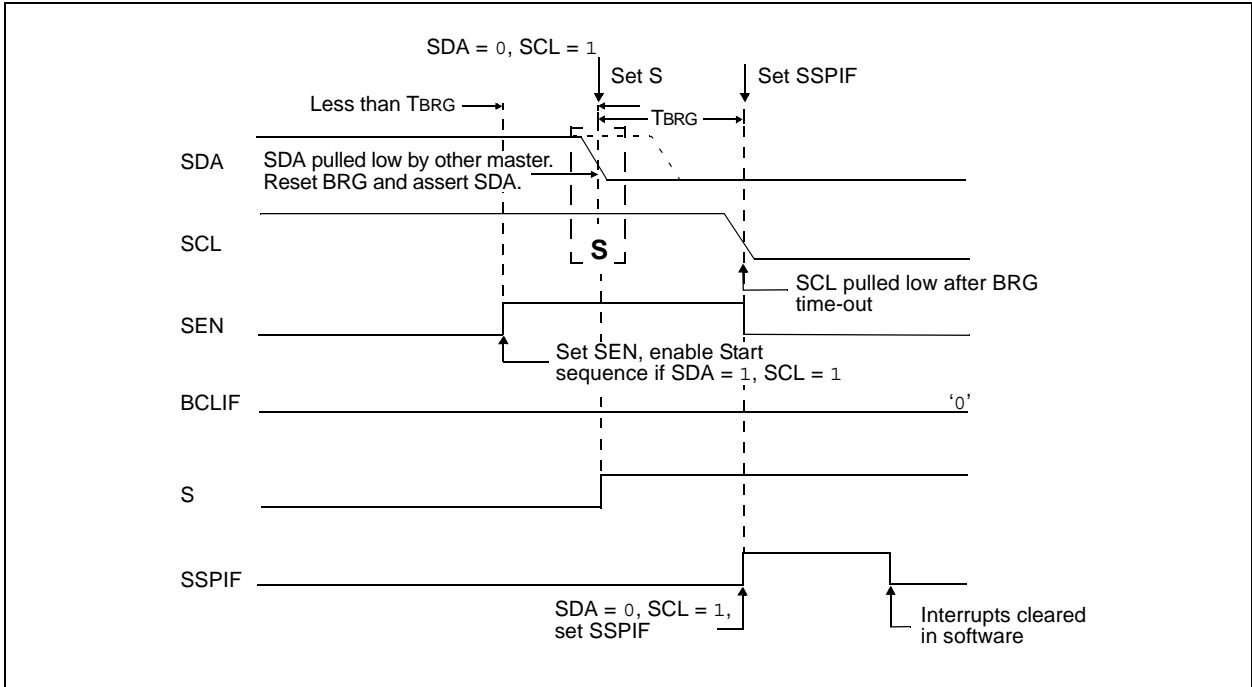 SDA = 0, SCL = 1
Set S
Set SSPIF
Less than TBRG
TBRG
SDA
SDA pulled low by other master.
Reset BRG and assert SDA.
SCL
S
SCL pulled low after BRG
time-out
SEN
Set SEN, enable Start
sequence if SDA = 1, SCL = 1
BCLIF
‘0’
S
SSPIF
SDA = 0, SCL = 1,
set SSPIF
Interrupts cleared
in software